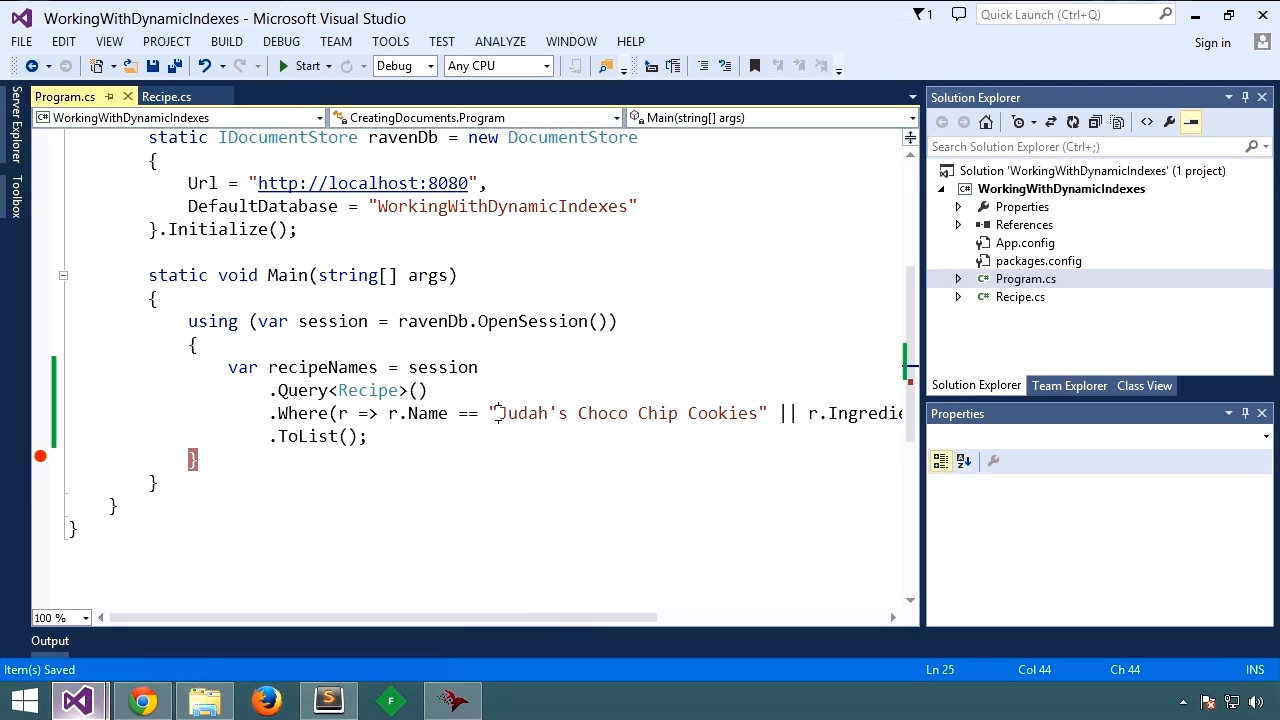 WorkingWithDynamicIndexes - Microsoft Visual Studio
1
Quick Launch (Ctrl+Q)
FILE EDIT VIEW PROJECT BUILD DEBUG TEAM TOOLS TEST ANALYZE WINDOW HELP
Sign in
Start Debug Any CPU
Server Explorer
Toolbox
Program.cs Recipe.cs
WorkingWithDynamicIndexes CreatingDocuments.Program Main(string[] args)
static IDocumentStore ravenDb = new DocumentStore
{
Url = "http://localhost:8080",
DefaultDatabase = "WorkingWithDynamicIndexes"
}.Initialize();
static void Main(string[] args)
{
using (var session = ravenDb.OpenSession())
{
var recipeNames = session
.Query<Recipe>()
.Where(r => r.Name == "Judah's Choco Chip Cookies" || r.Ingredie
.ToList();
}
}
}
}
100 %
Output
Solution Explorer
Search Solution Explorer (Ctrl+;)
Solution 'WorkingWithDynamicIndexes' (1 project)
WorkingWithDynamicIndexes
Properties
References
App.config
packages.config
Program.cs
Recipe.cs
Solution Explorer Team Explorer Class View
Properties
Item(s) Saved Ln 25 Col 44 Ch 44 INS